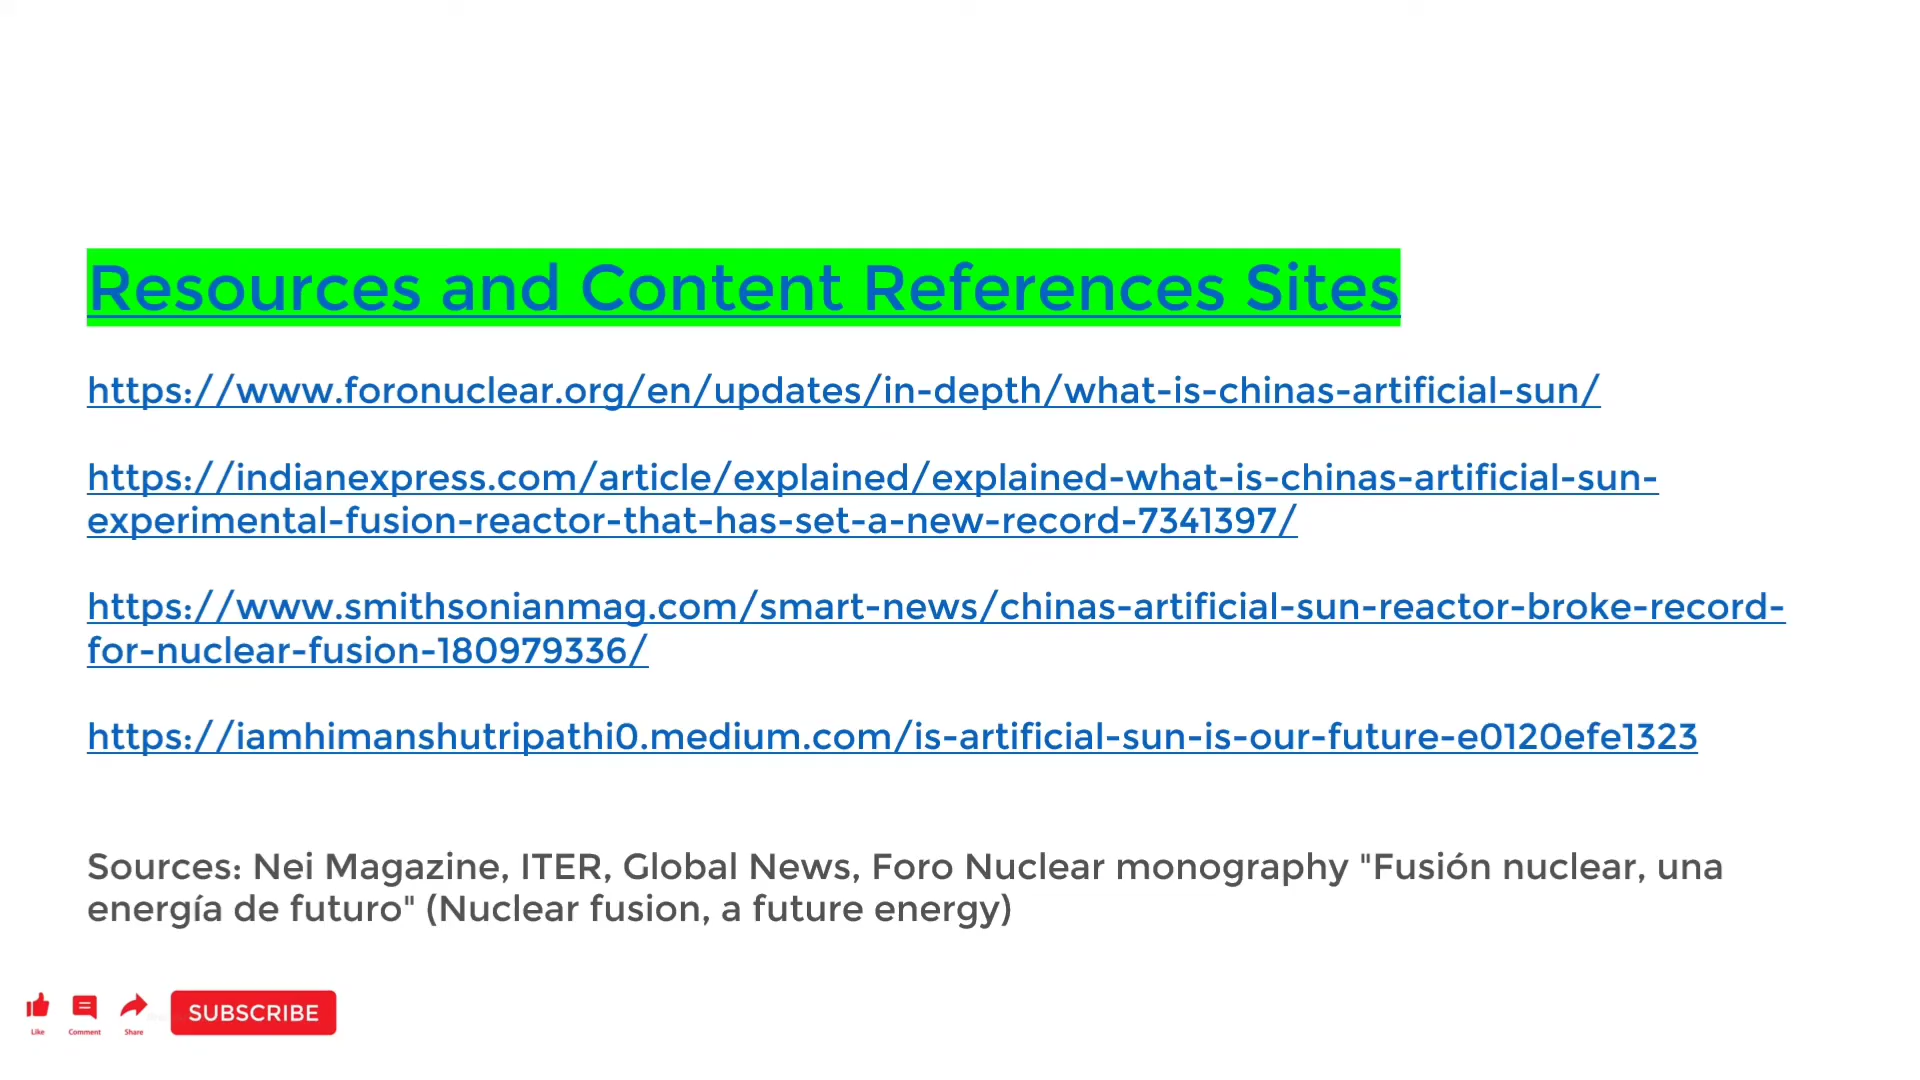 Resources and Content References Sites
https://www.foronuclear.org/en/updates/in-depth/what-is-chinas-artificial-sun/
https://indianexpress.com/article/explained/explained-what-is-chinas-artificial-sun-
experimental-fusion-reactor-that-has-set-a-new-record-7341397/
https://www.smithsonianmag.com/smart-news/chinas-artificial-sun-reactor-broke-record-
for-nuclear-fusion-180979336/
https://iamhimanshutripathi0.medium.com/is-artificial-sun-is-our-future-e0120efe1323
Sources: Nei Magazine, ITER, Global News, Foro Nuclear monography "Fusión nuclear, una
energía de futuro" (Nuclear fusion, a future energy)
Like Comment Share SUBSCRIBE